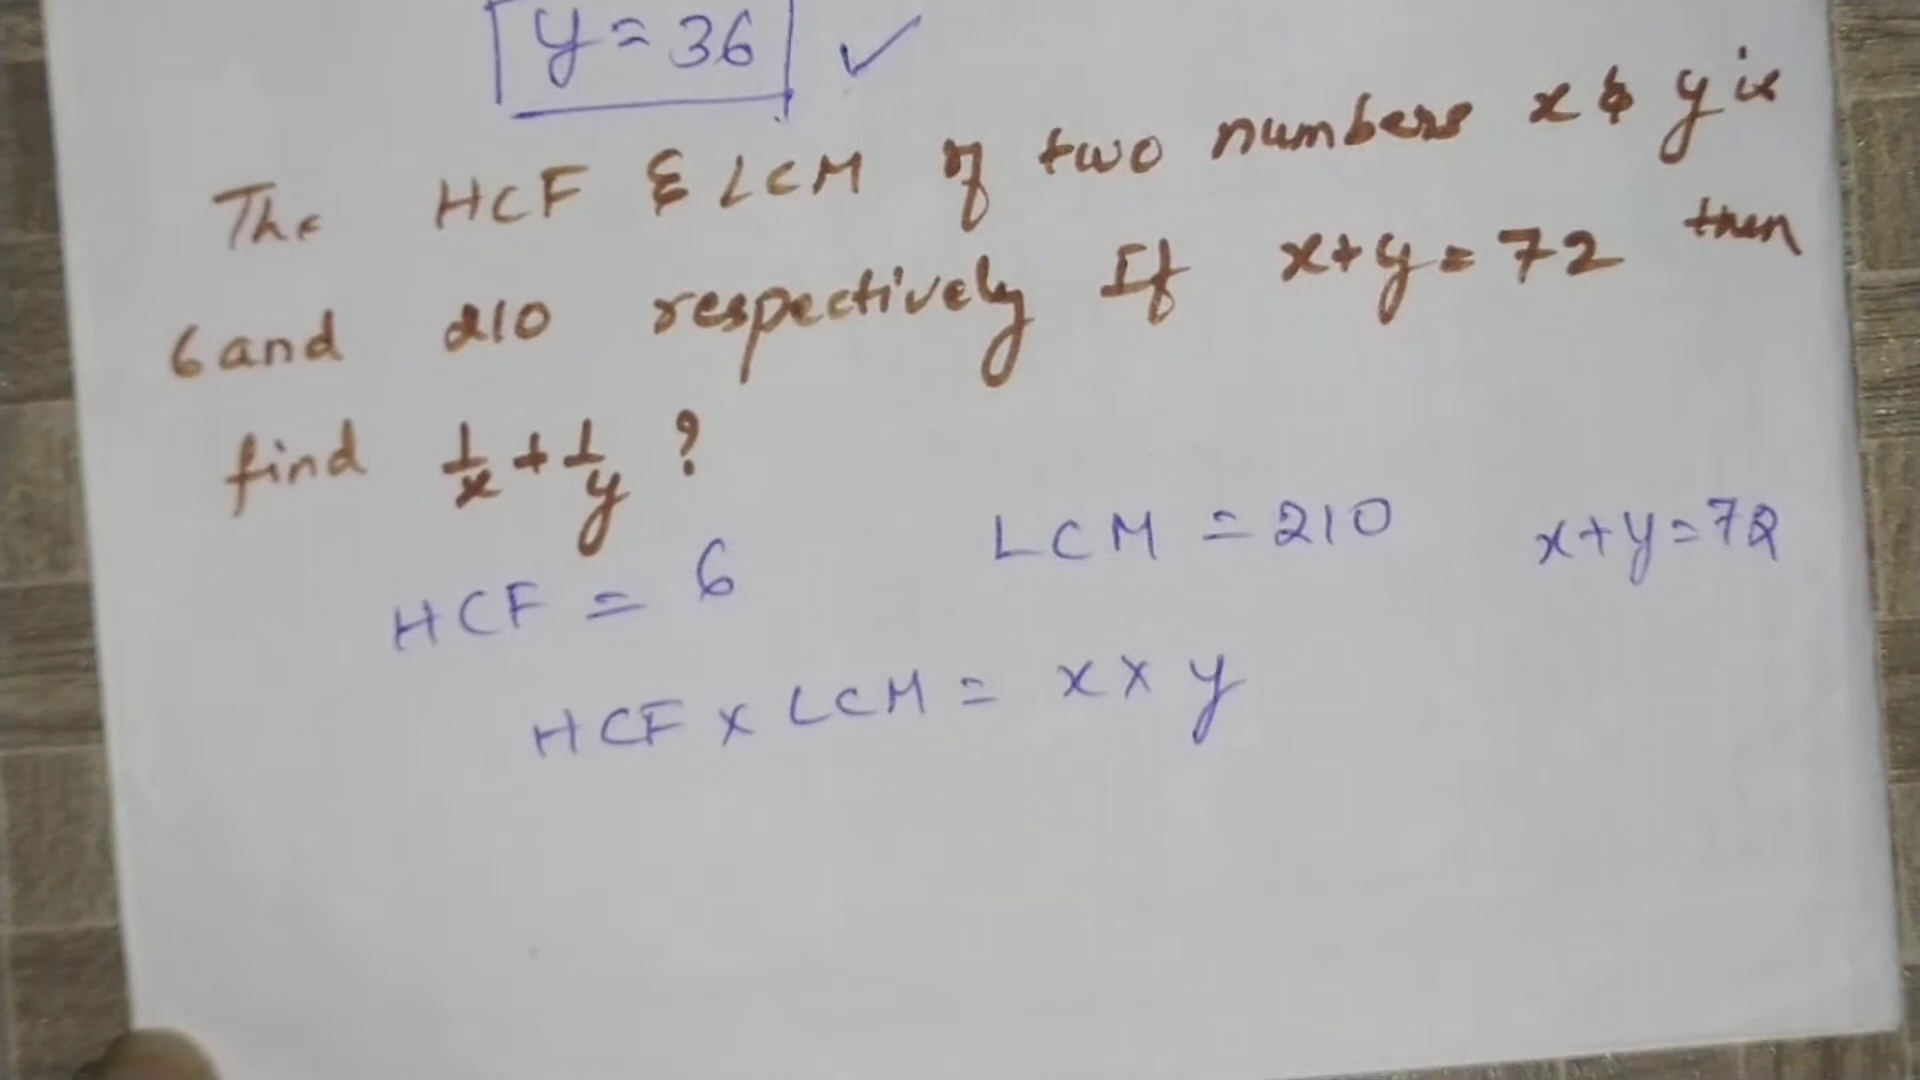 y = 36 ✓
The HCF & LCM of two numbers x & y is
6 and 210 respectively If x+y = 72 then
find 1/x + 1/y ?
HCF = 6 LCM = 210 x+y = 72
HCF x LCM = x x y